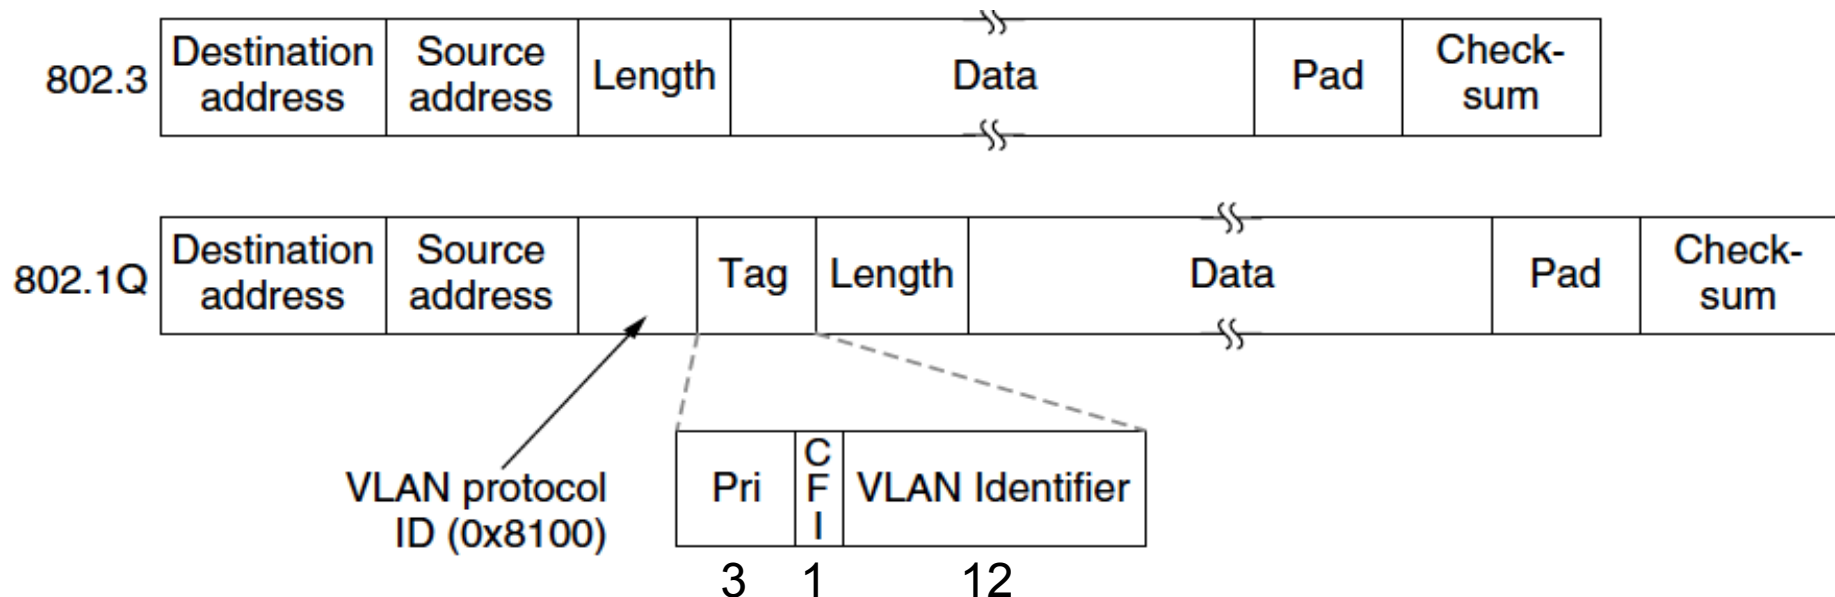 802.3
Destination
address
Source
address
Length
Data
Pad
Check-
sum
802.1Q
Destination
address
Source
address
Tag
Length
Data
Pad
Check-
sum
VLAN protocol
ID (0x8100)
Pri
C
F
I
VLAN Identifier
3
1
12